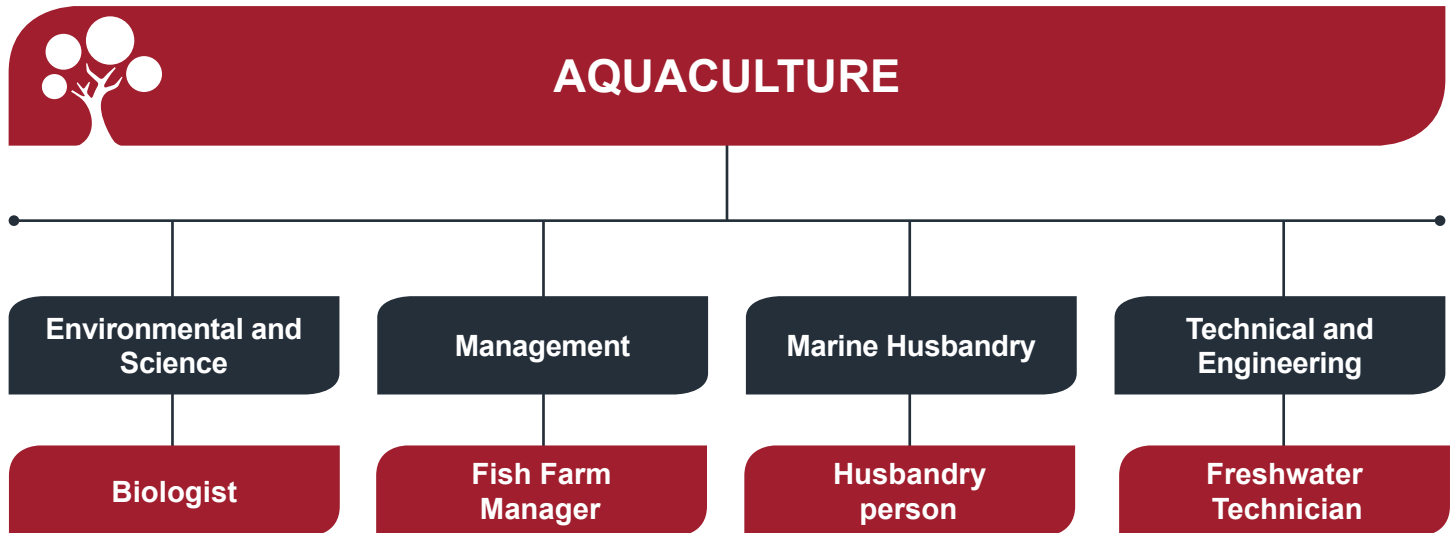 AQUACULTURE
Environmental and
Science
Management
Marine Husbandry
Technical and
Engineering
Biologist
Fish Farm
Manager
Husbandry
person
Freshwater
Technician